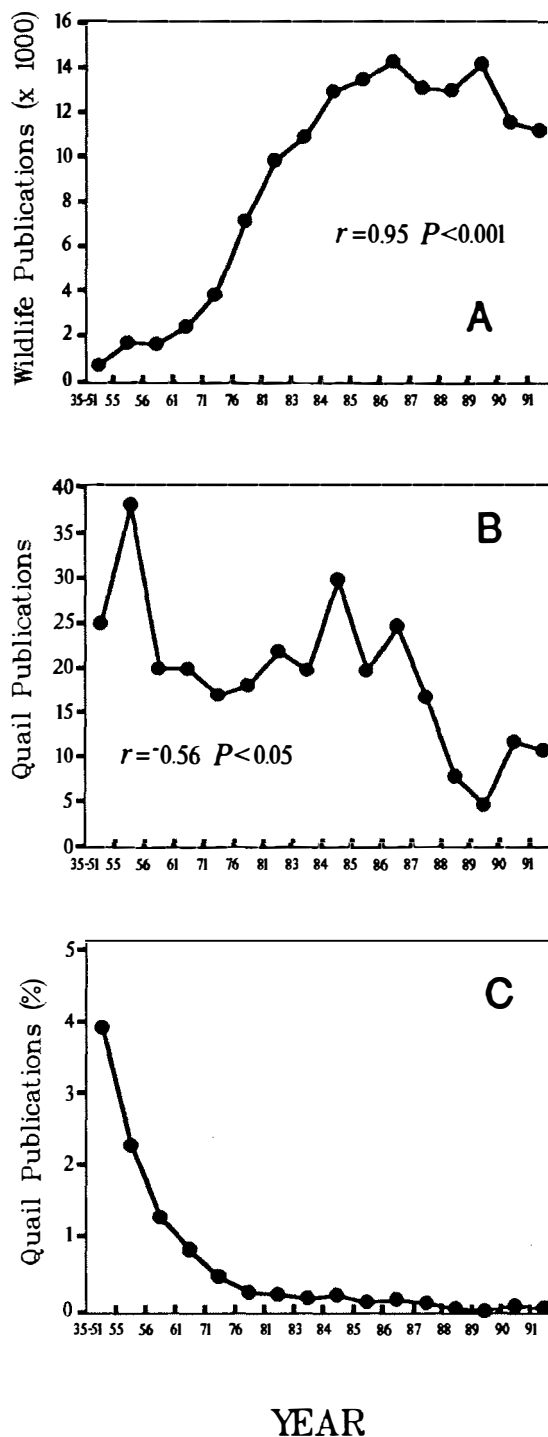 Wildlife Publications (x 1000)
16
14
12
10
8
6
4
2
0
r=0.95 P<0.001
A
35-51 55 56 61 71 76 81 83 84 85 86 87 88 89 90 91
Quail Publications
40
35
30
25
20
15
10
5
0
B
r=-0.56 P<0.05
35-51 55 56 61 71 76 81 83 84 85 86 87 88 89 90 91
Quail Publications (%)
5
4
3
2
1
0
C
35-51 55 56 61 71 76 81 83 84 85 86 87 88 89 90 91
YEAR